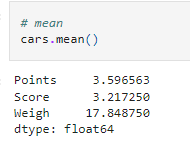 # mean
cars.mean()
Points 3.596563
Score 3.217250
Weigh 17.848750
dtype: float64